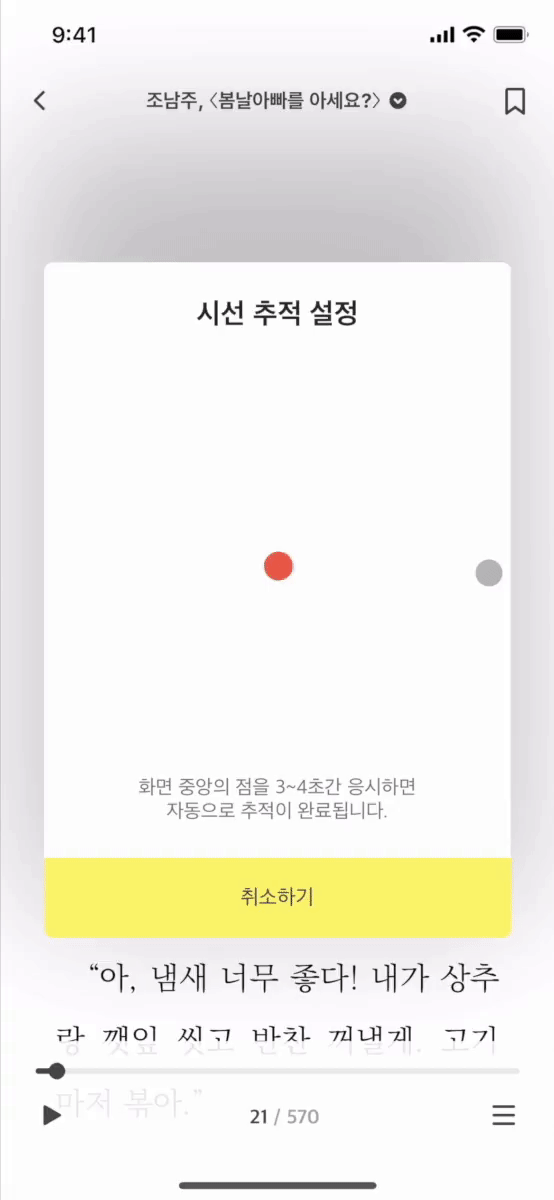 9:41
조남주, 〈봄날아빠를 아세요?〉
시선 추적 설정
화면 중앙의 점을 3~4초간 응시하면
자동으로 추적이 완료됩니다.
취소하기
“아, 냄새 너무 좋다! 내가 상추
랑 깻잎 씻고 반찬 꺼낼게. 고기
마저 볶아.”
21 / 570